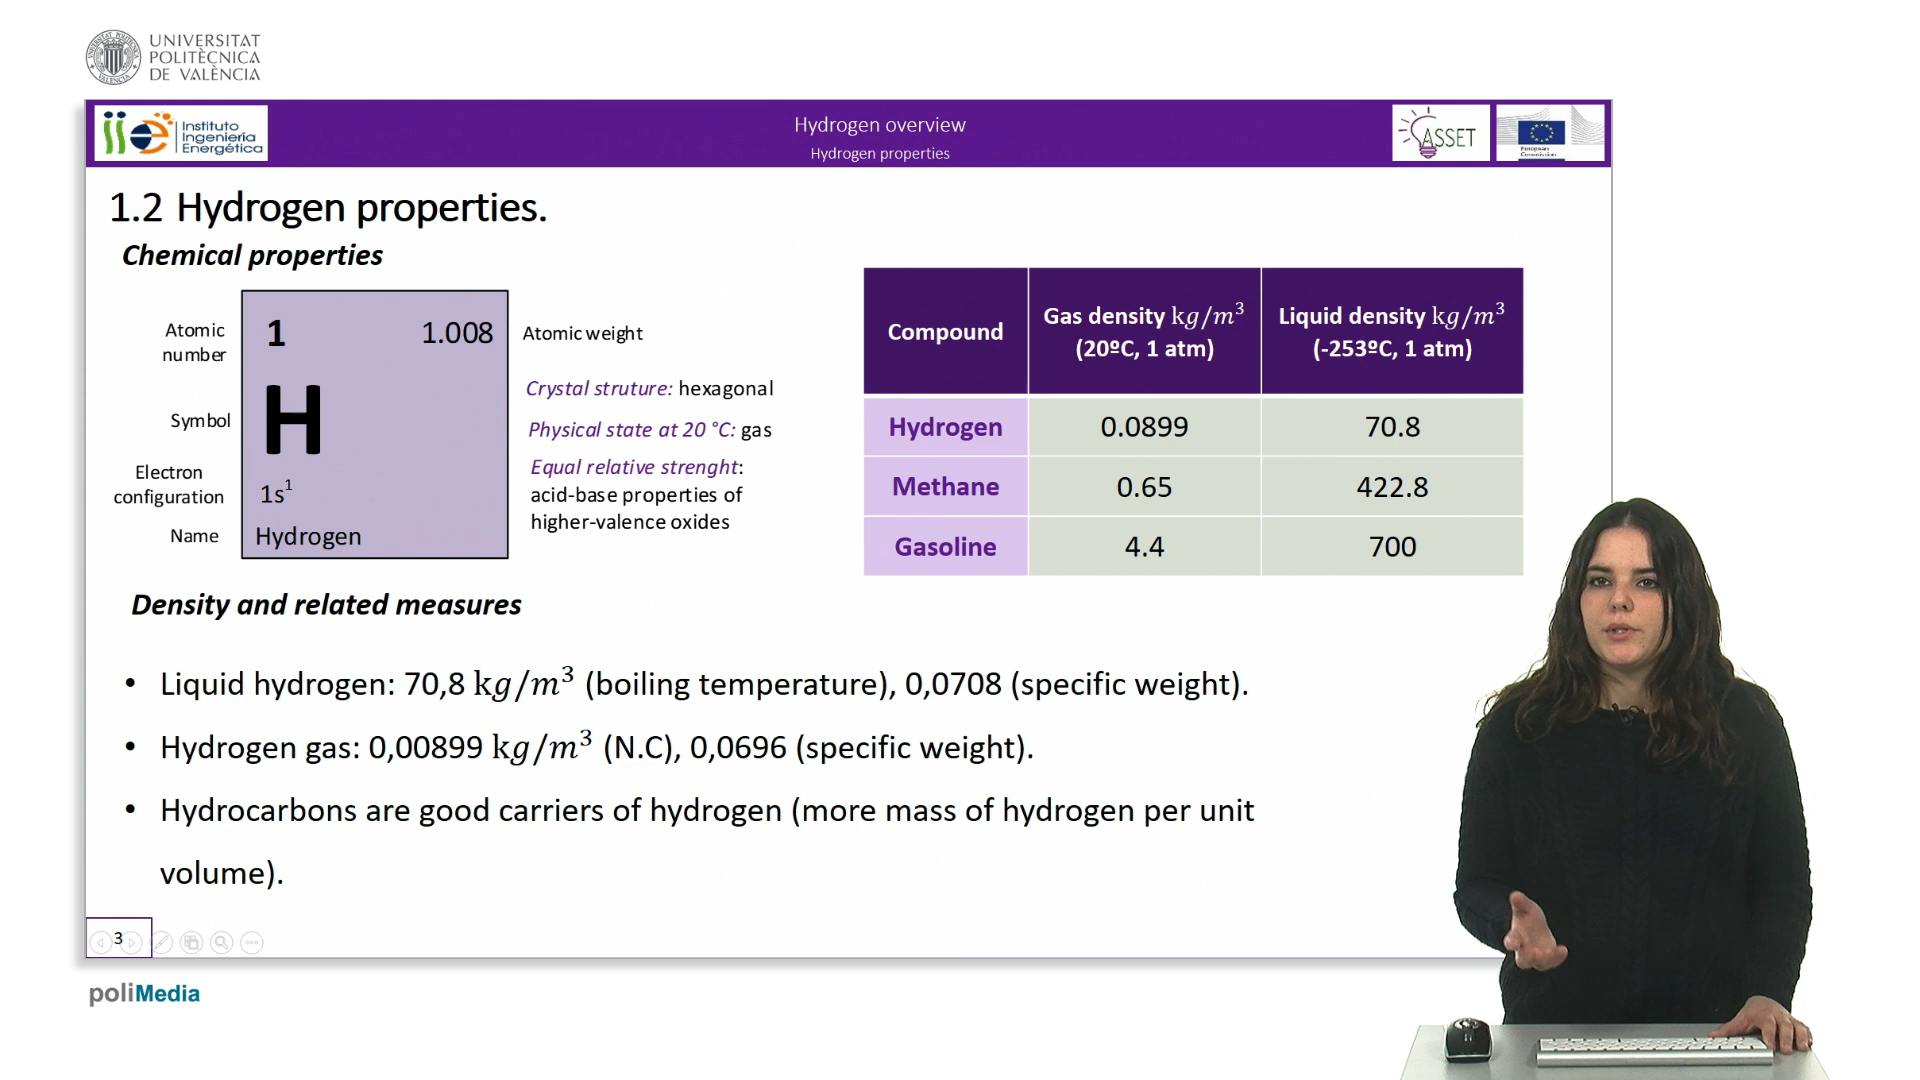 UNIVERSITAT
POLITÈCNICA
DE VALÈNCIA
iie
Instituto
Ingeniería
Energética
Hydrogen overview
Hydrogen properties
ASSET
European
Commission
1.2 Hydrogen properties.
Chemical properties
Atomic
number
1
1.008
Atomic weight
Symbol
H
Electron
configuration
1s¹
Name
Hydrogen
Crystal struture: hexagonal
Physical state at 20 °C: gas
Equal relative strenght:
acid-base properties of
higher-valence oxides
Compound Gas density kg/m³ (20ºC, 1 atm) Liquid density kg/m³ (-253ºC, 1 atm)
Hydrogen 0.0899 70.8
Methane 0.65 422.8
Gasoline 4.4 700
Density and related measures
• Liquid hydrogen: 70,8 kg/m³ (boiling temperature), 0,0708 (specific weight).
• Hydrogen gas: 0,00899 kg/m³ (N.C), 0,0696 (specific weight).
• Hydrocarbons are good carriers of hydrogen (more mass of hydrogen per unit
volume).
3
poliMedia